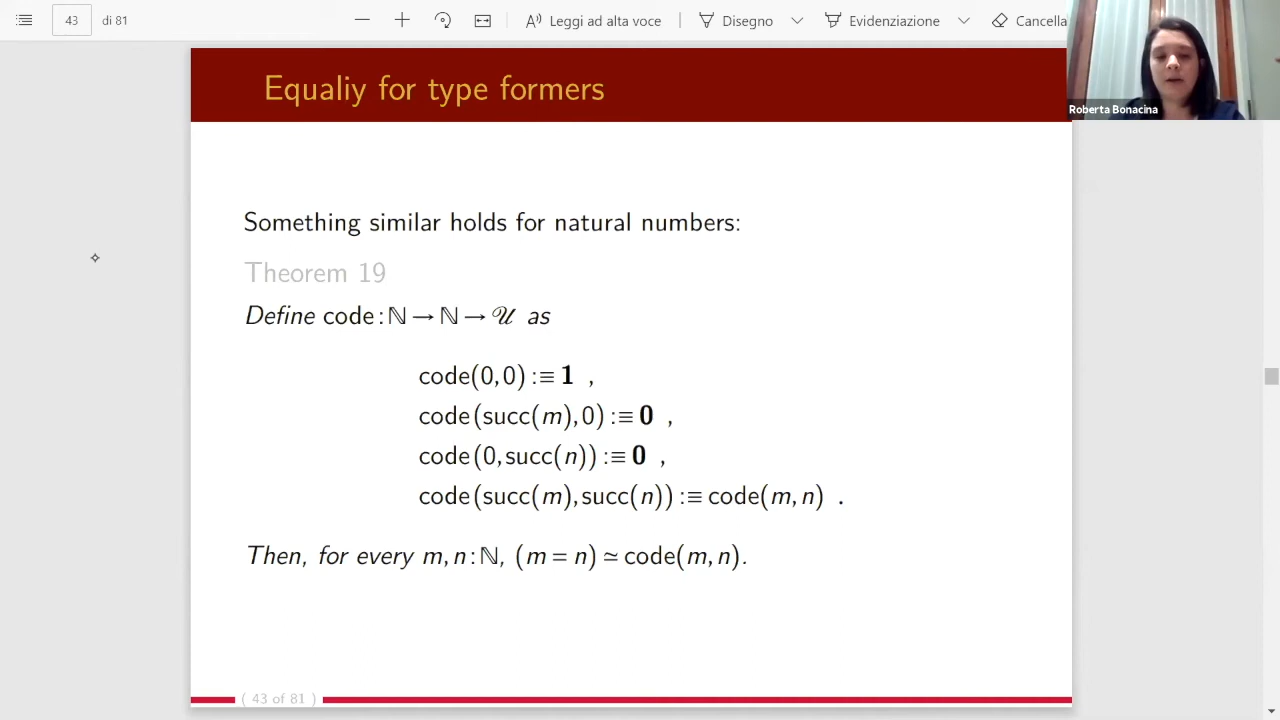 43 di 81 Leggi ad alta voce Disegno Evidenziazione Cancella
Roberta Bonacina
Equaliy for type formers
Something similar holds for natural numbers:
Theorem 19
Define code : ℕ → ℕ → 𝒰 as
code(0,0) :≡ 𝟏 ,
code(succ(m),0) :≡ 𝟎 ,
code(0,succ(n)) :≡ 𝟎 ,
code(succ(m),succ(n)) :≡ code(m,n) .
Then, for every m,n : ℕ, (m = n) ≃ code(m,n).
( 43 of 81 )